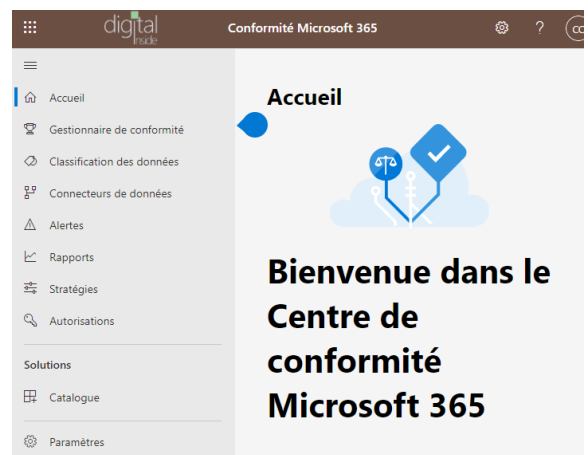 digital
Inside
Conformité Microsoft 365
?
CC
Accueil
Gestionnaire de conformité
Classification des données
Connecteurs de données
Alertes
Rapports
Stratégies
Autorisations
Solutions
Catalogue
Paramètres
Accueil
Bienvenue dans le
Centre de
conformité
Microsoft 365